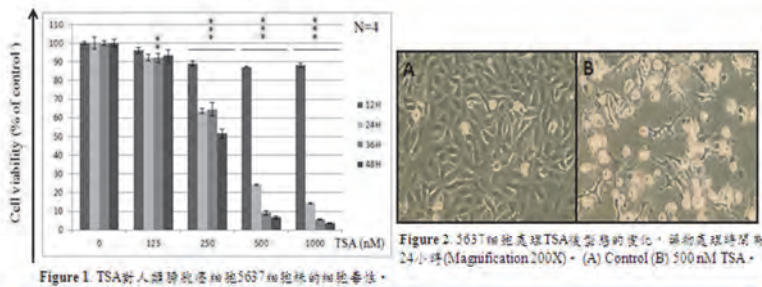 Cell viability (% of control)
110
100
90
80
70
60
50
40
30
20
10
0
***
***
***
***
N=4
12H
24H
36H
48H
0 125 250 500 1000 TSA (nM)
Figure 1. TSA對人類膀胱癌細胞5637細胞株的細胞毒性。
A B
Figure 2. 5637細胞處理TSA後型態的變化。藥物處理時間為
24小時(Magnification 200X)。(A) Control (B) 500 nM TSA。